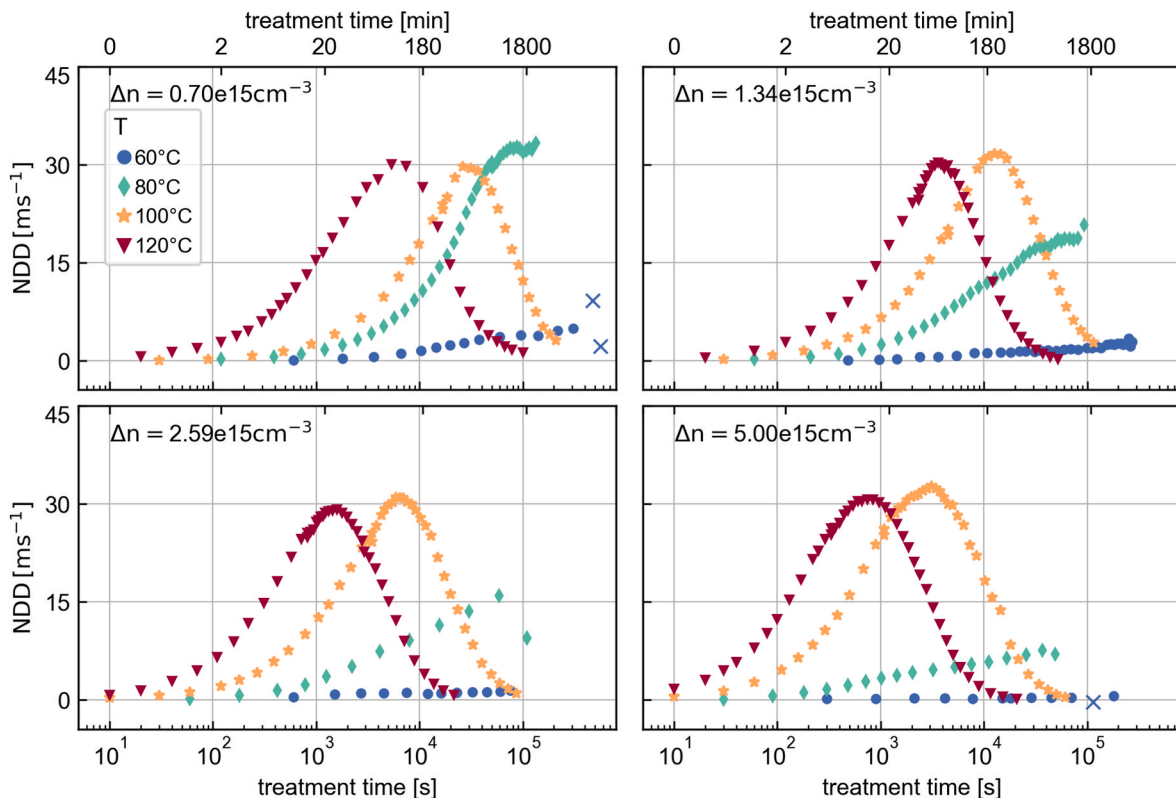 treatment time [min]
treatment time [min]
0 2 20 180 1800
0 2 20 180 1800
45
30
15
0
NDD [ms⁻¹]
Δn = 0.70e15cm⁻³
T
60°C
80°C
100°C
120°C
Δn = 1.34e15cm⁻³
45
30
15
0
NDD [ms⁻¹]
Δn = 2.59e15cm⁻³
Δn = 5.00e15cm⁻³
10¹ 10² 10³ 10⁴ 10⁵
10¹ 10² 10³ 10⁴ 10⁵
treatment time [s]
treatment time [s]